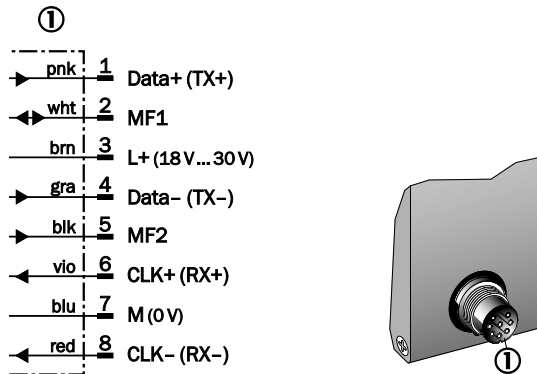 ①
pnk 1 Data+ (TX+)
wht 2 MF1
brn 3 L+ (18 V ... 30 V)
gra 4 Data– (TX–)
blk 5 MF2
vio 6 CLK+ (RX+)
blu 7 M (0 V)
red 8 CLK– (RX–)
①